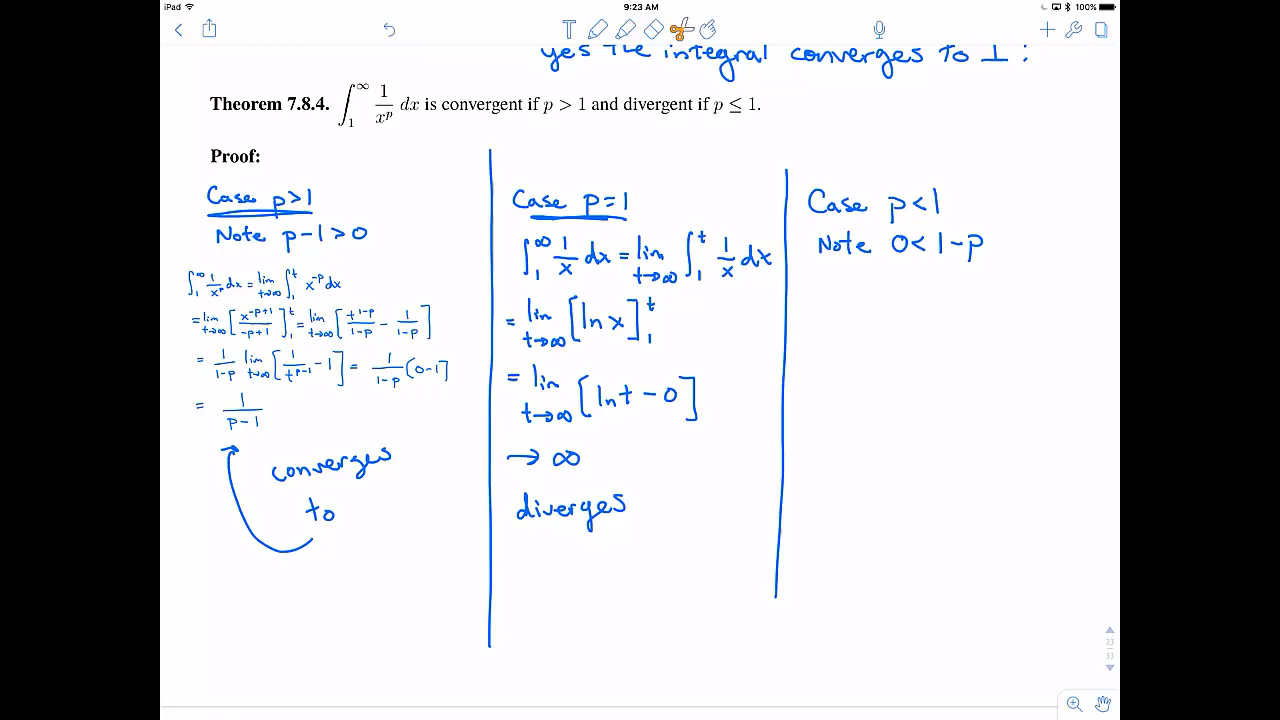 iPad 9:23 AM 100%
yes the integral converges to 1 !
Theorem 7.8.4. ∫₁^∞ 1/x^p dx is convergent if p > 1 and divergent if p ≤ 1.
Proof:
Case p>1
Note p-1>0
∫₁^∞ 1/x^p dx = lim t→∞ ∫₁^t x^-p dx
= lim t→∞ [x^-p+1 / -p+1]₁^t = lim t→∞ [t^1-p / 1-p - 1 / 1-p]
= 1/1-p lim t→∞ [1/t^p-1 - 1] = 1/1-p (0-1)
= 1/p-1
converges
to
Case p=1
∫₁^∞ 1/x dx = lim t→∞ ∫₁^t 1/x dx
= lim t→∞ [ln x]₁^t
= lim t→∞ [ln t - 0]
→ ∞
diverges
Case p<1
Note 0<1-p
23
33